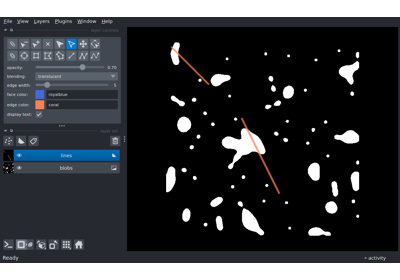 File View Layers Plugins Window Help
opacity: 0.70
blending: translucent
edge width: 5
face color: royalblue
edge color: coral
display text: ✓
lines
blobs
Ready
activity